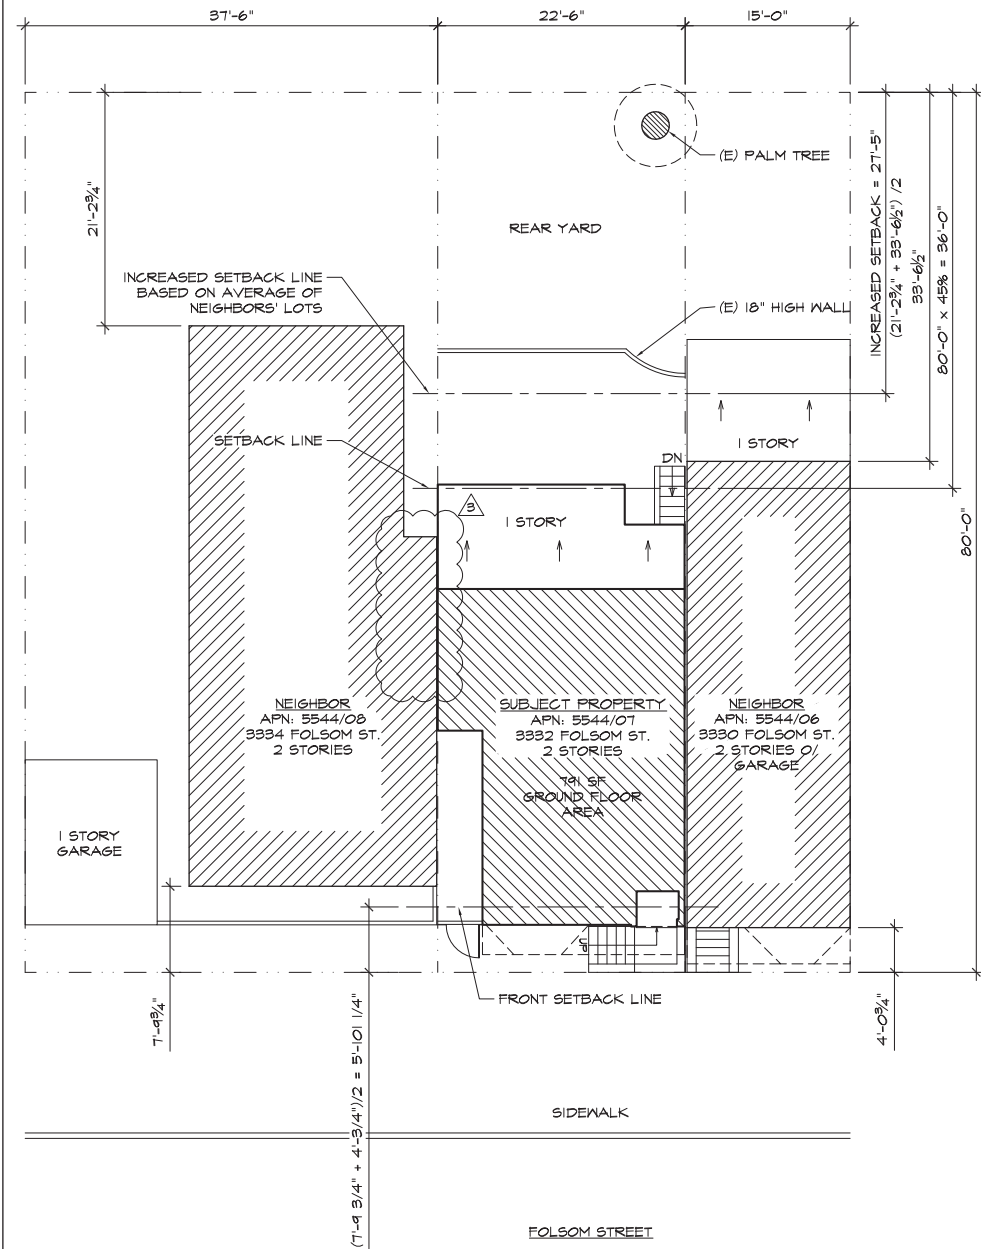 37'-6"
22'-6"
15'-0"
(E) PALM TREE
21'-2¾"
REAR YARD
INCREASED SETBACK = 27'-5"
(21'-2¾" + 33'-6½") /2
33'-6½"
80'-0" x 45% = 36'-0"
80'-0"
INCREASED SETBACK LINE
BASED ON AVERAGE OF
NEIGHBORS' LOTS
(E) 18" HIGH WALL
SETBACK LINE
1 STORY
DN
3
1 STORY
NEIGHBOR
APN: 5544/08
3334 FOLSOM ST.
2 STORIES
SUBJECT PROPERTY
APN: 5544/07
3332 FOLSOM ST.
2 STORIES
791 SF
GROUND FLOOR
AREA
NEIGHBOR
APN: 5544/06
3330 FOLSOM ST.
2 STORIES O/
GARAGE
1 STORY
GARAGE
UP
FRONT SETBACK LINE
7'-9¾"
(7'-9 3/4" + 4'-3/4")/2 = 5'-101 1/4"
4'-0¾"
SIDEWALK
FOLSOM STREET